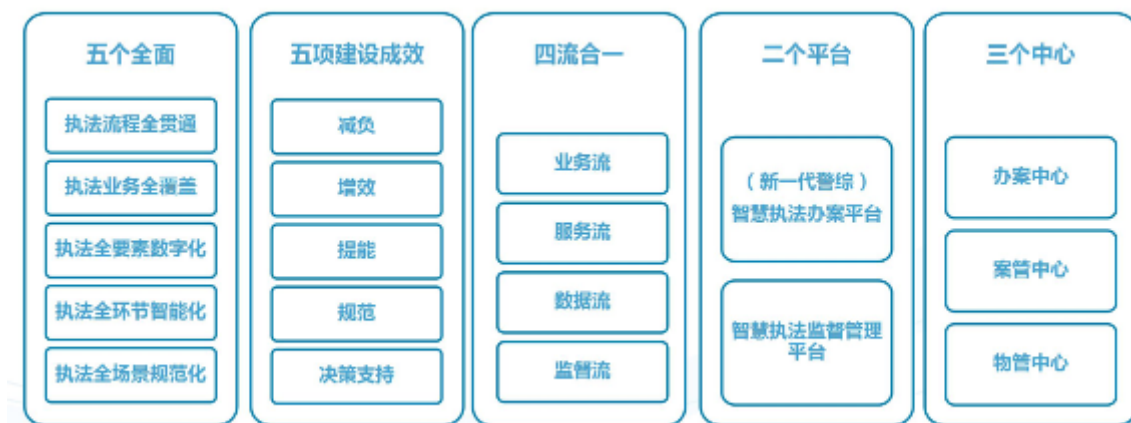 五个全面
执法流程全贯通
执法业务全覆盖
执法全要素数字化
执法全环节智能化
执法全场景规范化
五项建设成效
减负
增效
提能
规范
决策支持
四流合一
业务流
服务流
数据流
监督流
二个平台
（新一代警综）
智慧执法办案平台
智慧执法监督管理
平台
三个中心
办案中心
案管中心
物管中心